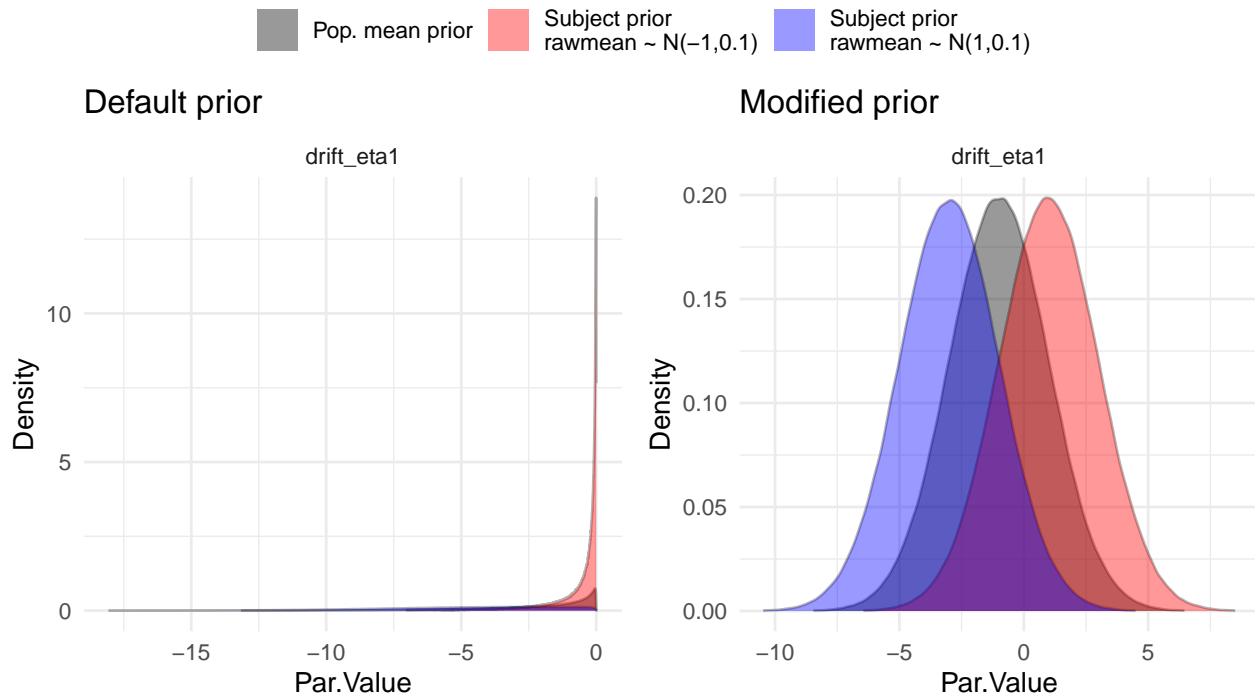 Pop. mean prior
Subject prior
rawmean ~ N(−1,0.1)
Subject prior
rawmean ~ N(1,0.1)
Default prior
drift_eta1
Density
10
5
0
−15
−10
−5
0
Par.Value
Modified prior
drift_eta1
Density
0.20
0.15
0.10
0.05
0.00
−10
−5
0
5
Par.Value